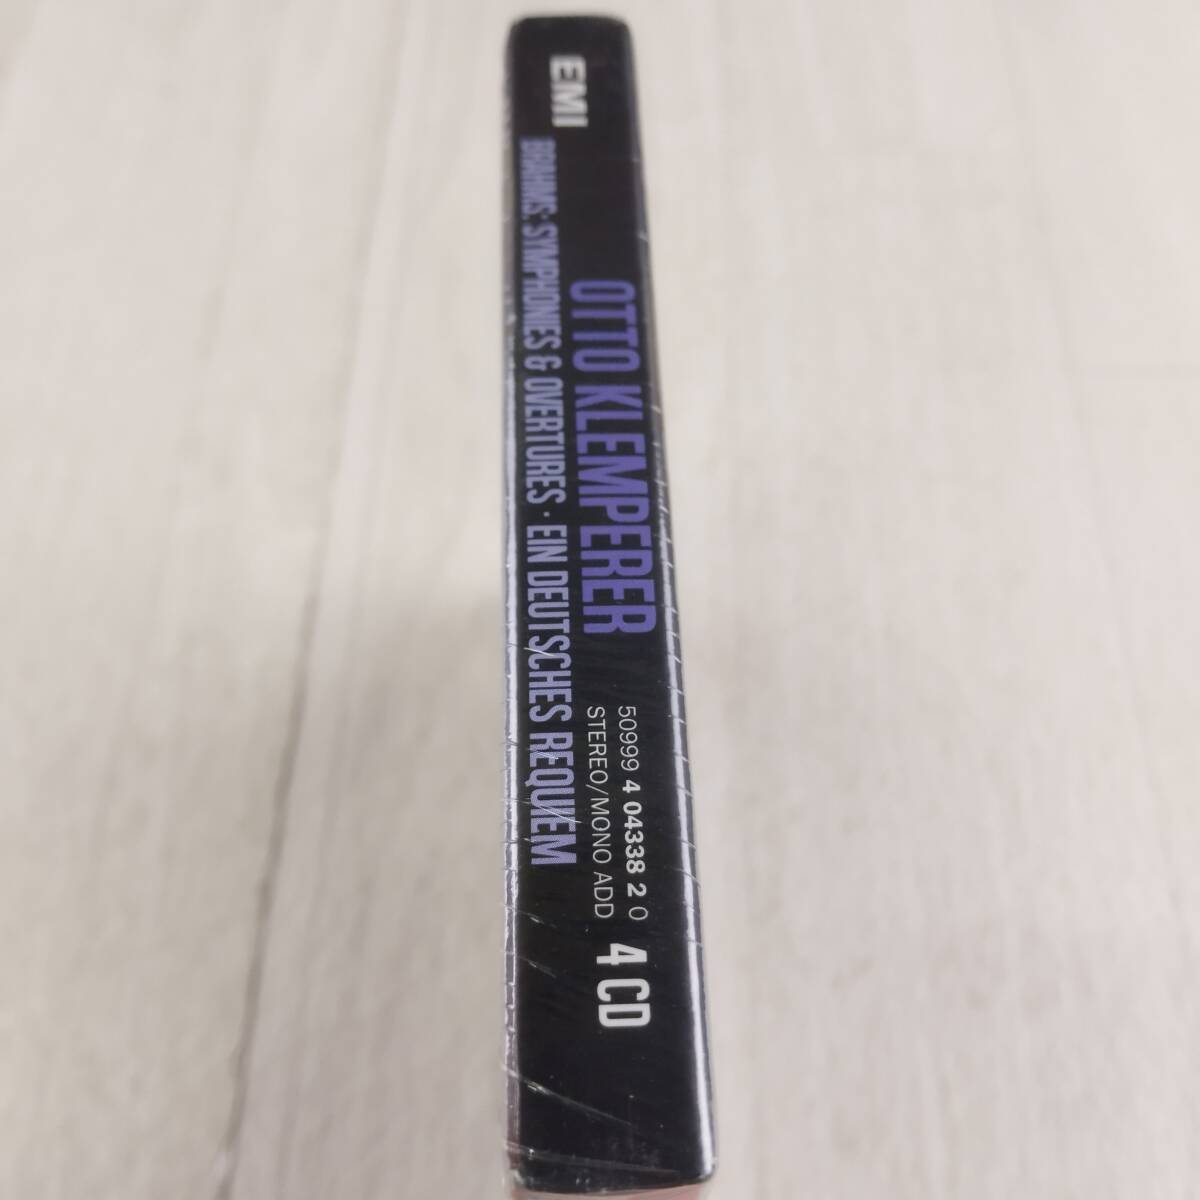 EMI
OTTO KLEMPERER
BRAHMS: SYMPHONIES & OVERTURES · EIN DEUTSCHES REQUIEM
50999 4 04338 2 0
STEREO/MONO ADD
4 CD